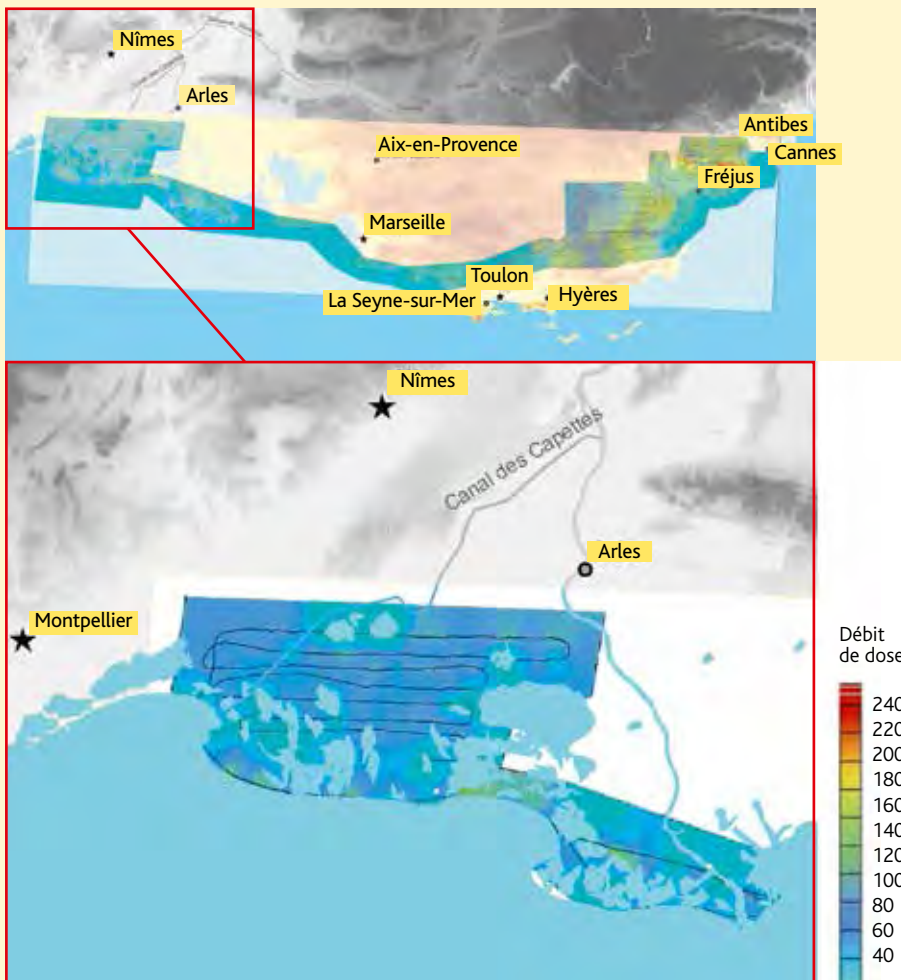 Nîmes
Arles
Antibes
Aix-en-Provence
Cannes
Fréjus
Marseille
Toulon
La Seyne-sur-Mer
Hyères
Nîmes
Canal des Capettes
Arles
Montpellier
Débit
de dose
240
220
200
180
160
140
120
100
80
60
40